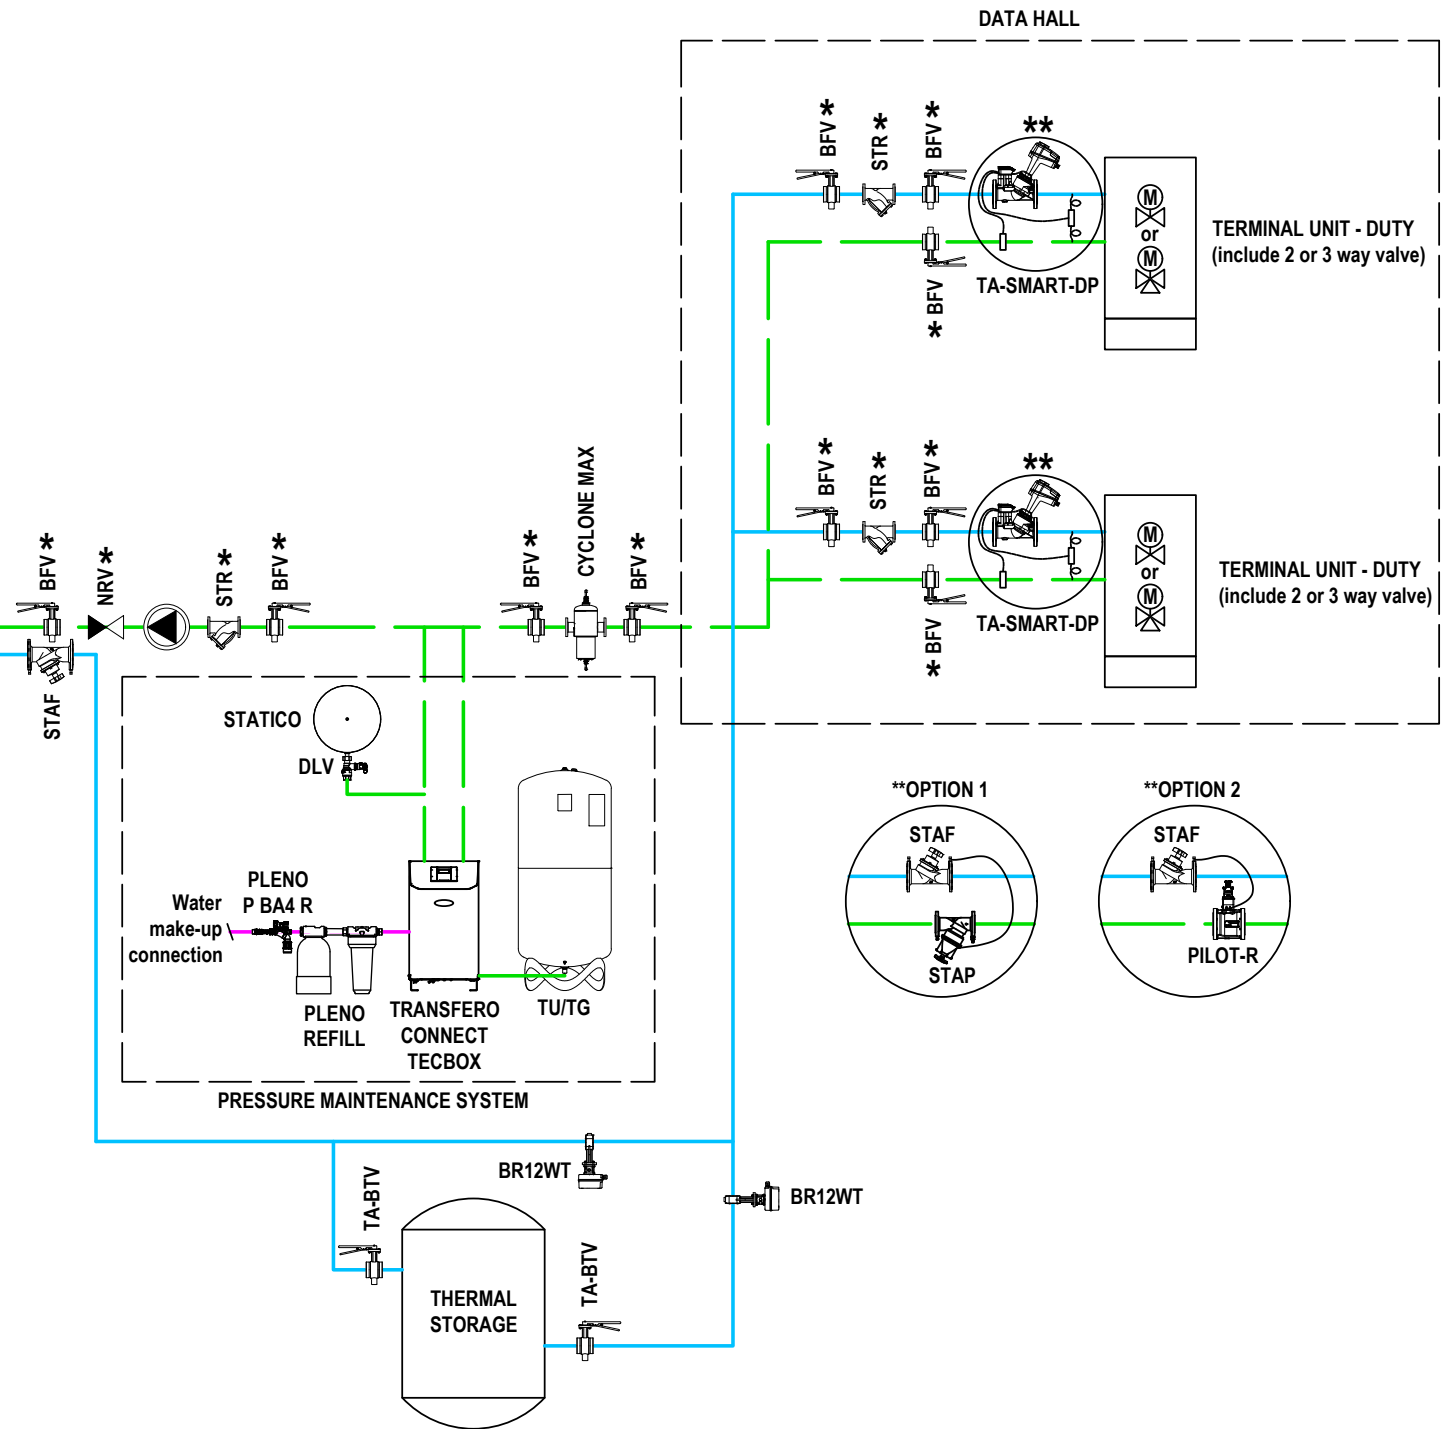 DATA HALL
BFV *
STR *
BFV *
**
M
or
M
TERMINAL UNIT - DUTY
(include 2 or 3 way valve)
TA-SMART-DP
* BFV
BFV *
STR *
BFV *
**
M
or
M
TERMINAL UNIT - DUTY
(include 2 or 3 way valve)
TA-SMART-DP
* BFV
BFV *
NRV *
STR *
BFV *
BFV *
CYCLONE MAX
BFV *
STAF
STATICO
DLV
PLENO
P BA4 R
Water
make-up
connection
PLENO
REFILL
TRANSFERO
CONNECT
TECBOX
TU/TG
PRESSURE MAINTENANCE SYSTEM
**OPTION 1
STAF
STAP
**OPTION 2
STAF
PILOT-R
BR12WT
BR12WT
TA-BTV
TA-BTV
THERMAL
STORAGE